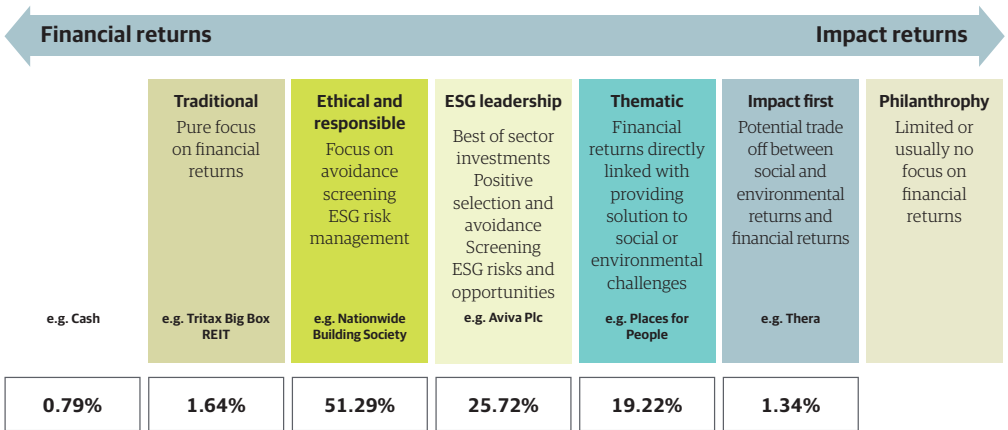 Financial returns
Impact returns
e.g. Cash
Traditional
Pure focus
on financial
returns
e.g. Tritax Big Box
REIT
Ethical and
responsible
Focus on
avoidance
screening
ESG risk
management
e.g. Nationwide
Building Society
ESG leadership
Best of sector
investments
Positive
selection and
avoidance
Screening
ESG risks and
opportunities
e.g. Aviva Plc
Thematic
Financial
returns directly
linked with
providing
solution to
social or
environmental
challenges
e.g. Places for
People
Impact first
Potential trade
off between
social and
environmental
returns and
financial returns
e.g. Thera
Philanthropy
Limited or
usually no
focus on
financial
returns
0.79%
1.64%
51.29%
25.72%
19.22%
1.34%